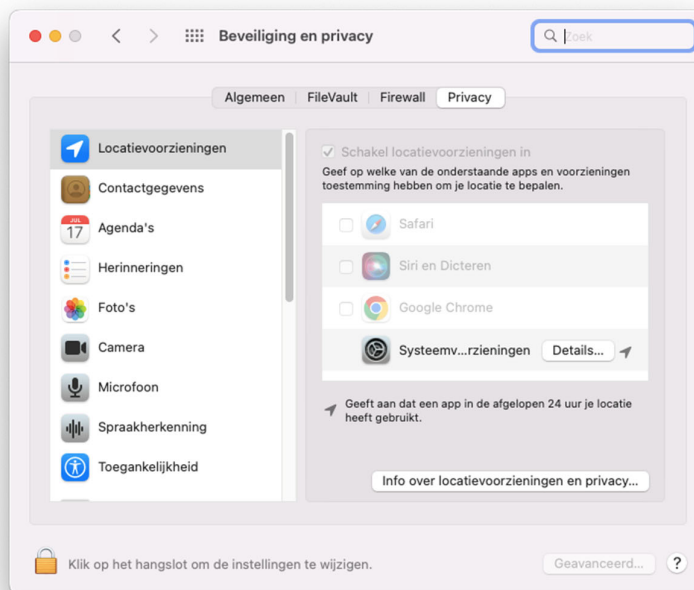 Beveiliging en privacy
Zoek
Algemeen
FileVault
Firewall
Privacy
Locatievoorzieningen
Contactgegevens
JUL
17
Agenda's
Herinneringen
Foto's
Camera
Microfoon
Spraakherkenning
Toegankelijkheid
Schakel locatievoorzieningen in
Geef op welke van de onderstaande apps en voorzieningen
toestemming hebben om je locatie te bepalen.
Safari
Siri en Dicteren
Google Chrome
Systeemv...rzieningen
Details...
Geeft aan dat een app in de afgelopen 24 uur je locatie
heeft gebruikt.
Info over locatievoorzieningen en privacy...
Klik op het hangslot om de instellingen te wijzigen.
Geavanceerd...
?